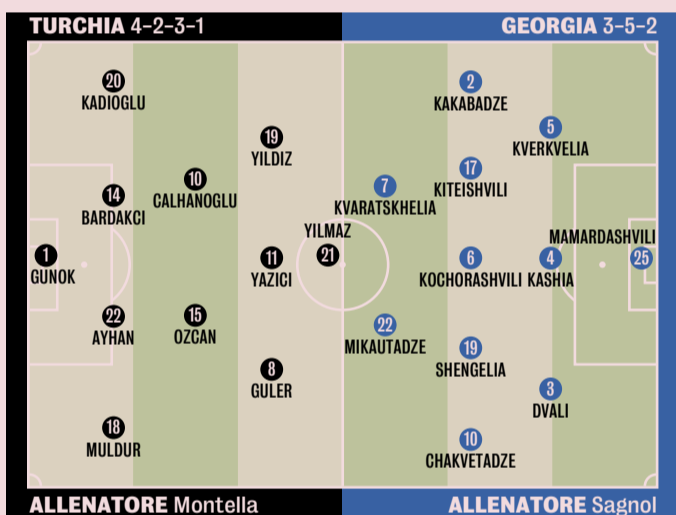 TURCHIA 4-2-3-1
GEORGIA 3-5-2
20
KADIOGLU
14
BARDAKCI
1
GUNOK
22
AYHAN
18
MULDUR
10
CALHANOGLU
15
OZCAN
19
YILDIZ
11
YAZICI
8
GULER
YILMAZ
21
7
KVARATSKHELIA
22
MIKAUTADZE
2
KAKABADZE
17
KITEISHVILI
6
KOCHORASHVILI
19
SHENGELIA
10
CHAKVETADZE
5
KVERKVELIA
4
KASHIA
3
DVALI
MAMARDASHVILI
25
ALLENATORE Montella
ALLENATORE Sagnol